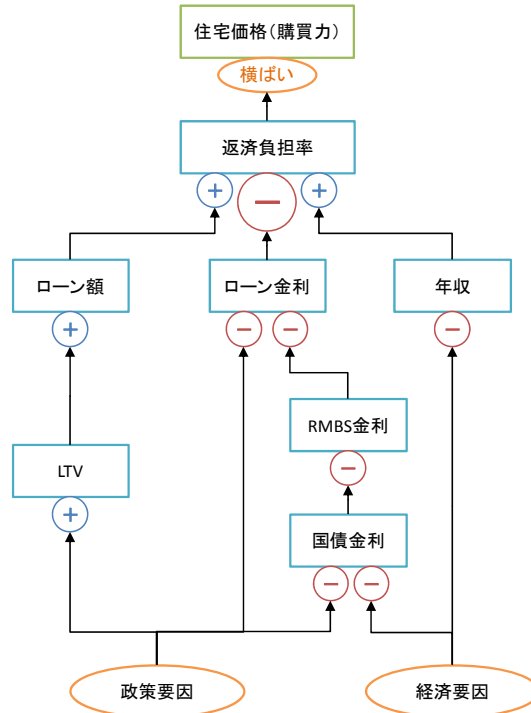 住宅価格(購買力)
横ばい
返済負担率
+
−
+
ローン額
ローン金利
年収
+
−
−
−
RMBS金利
LTV
−
+
国債金利
−
−
政策要因
経済要因